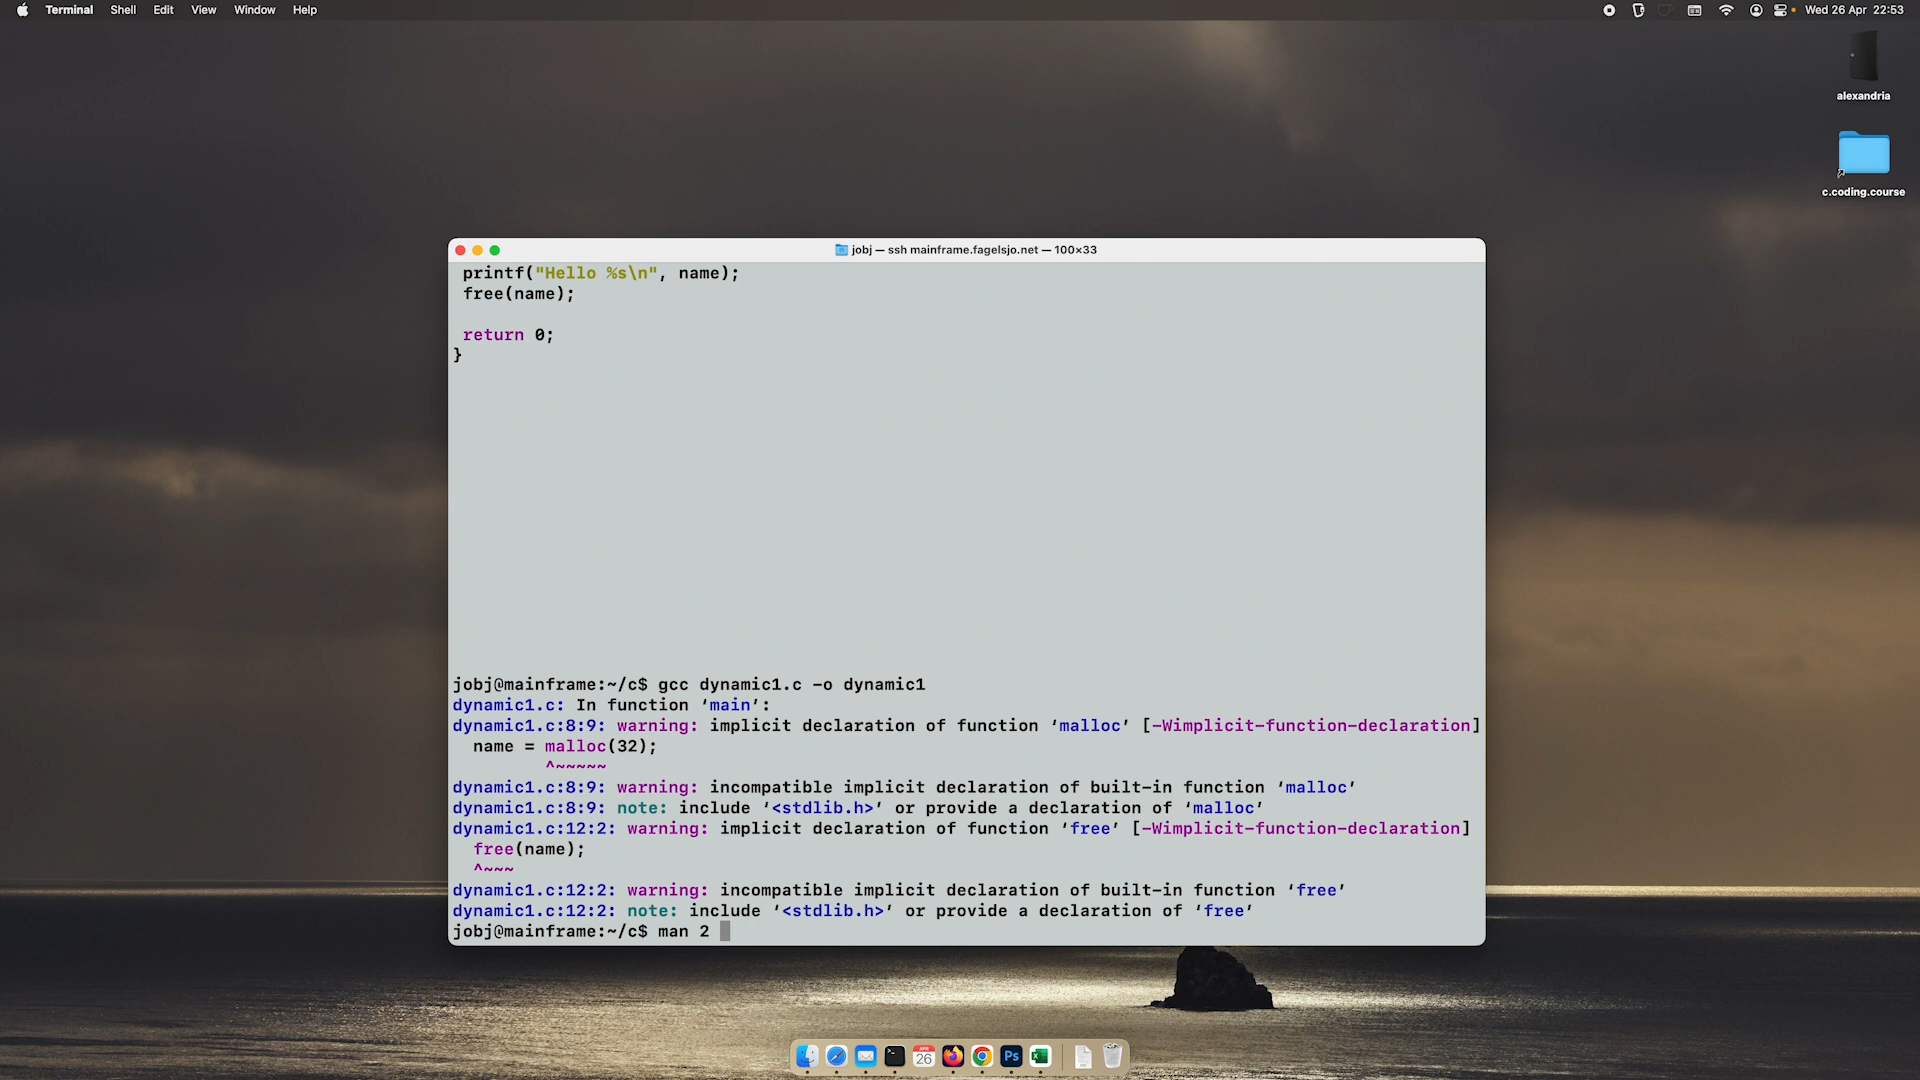 Terminal Shell Edit View Window Help Wed 26 Apr 22:53
alexandria
c.coding.course
jobj — ssh mainframe.fagelsjo.net — 100×33
printf("Hello %s\n", name);
free(name);
return 0;
}
jobj@mainframe:~/c$ gcc dynamic1.c -o dynamic1
dynamic1.c: In function ‘main’:
dynamic1.c:8:9: warning: implicit declaration of function ‘malloc’ [-Wimplicit-function-declaration]
name = malloc(32);
^~~~~~
dynamic1.c:8:9: warning: incompatible implicit declaration of built-in function ‘malloc’
dynamic1.c:8:9: note: include ‘<stdlib.h>’ or provide a declaration of ‘malloc’
dynamic1.c:12:2: warning: implicit declaration of function ‘free’ [-Wimplicit-function-declaration]
free(name);
^~~~
dynamic1.c:12:2: warning: incompatible implicit declaration of built-in function ‘free’
dynamic1.c:12:2: note: include ‘<stdlib.h>’ or provide a declaration of ‘free’
jobj@mainframe:~/c$ man 2
APR
26
Ps